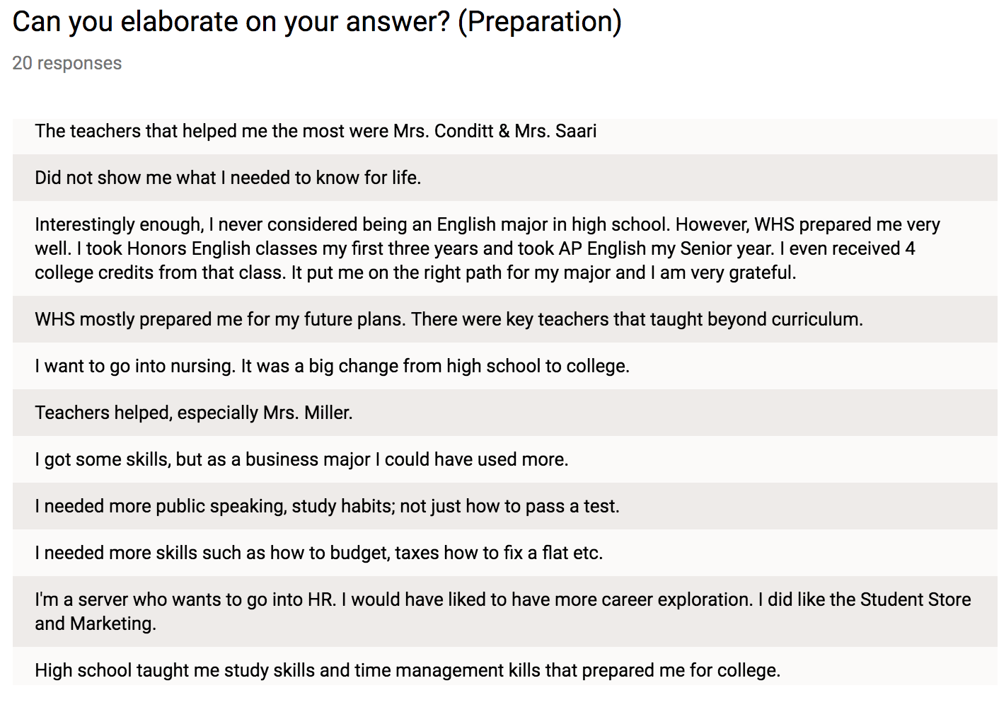 Can you elaborate on your answer? (Preparation)
20 responses
The teachers that helped me the most were Mrs. Conditt & Mrs. Saari
Did not show me what I needed to know for life.
Interestingly enough, I never considered being an English major in high school. However, WHS prepared me very
well. I took Honors English classes my first three years and took AP English my Senior year. I even received 4
college credits from that class. It put me on the right path for my major and I am very grateful.
WHS mostly prepared me for my future plans. There were key teachers that taught beyond curriculum.
I want to go into nursing. It was a big change from high school to college.
Teachers helped, especially Mrs. Miller.
I got some skills, but as a business major I could have used more.
I needed more public speaking, study habits; not just how to pass a test.
I needed more skills such as how to budget, taxes how to fix a flat etc.
I'm a server who wants to go into HR. I would have liked to have more career exploration. I did like the Student Store
and Marketing.
High school taught me study skills and time management kills that prepared me for college.